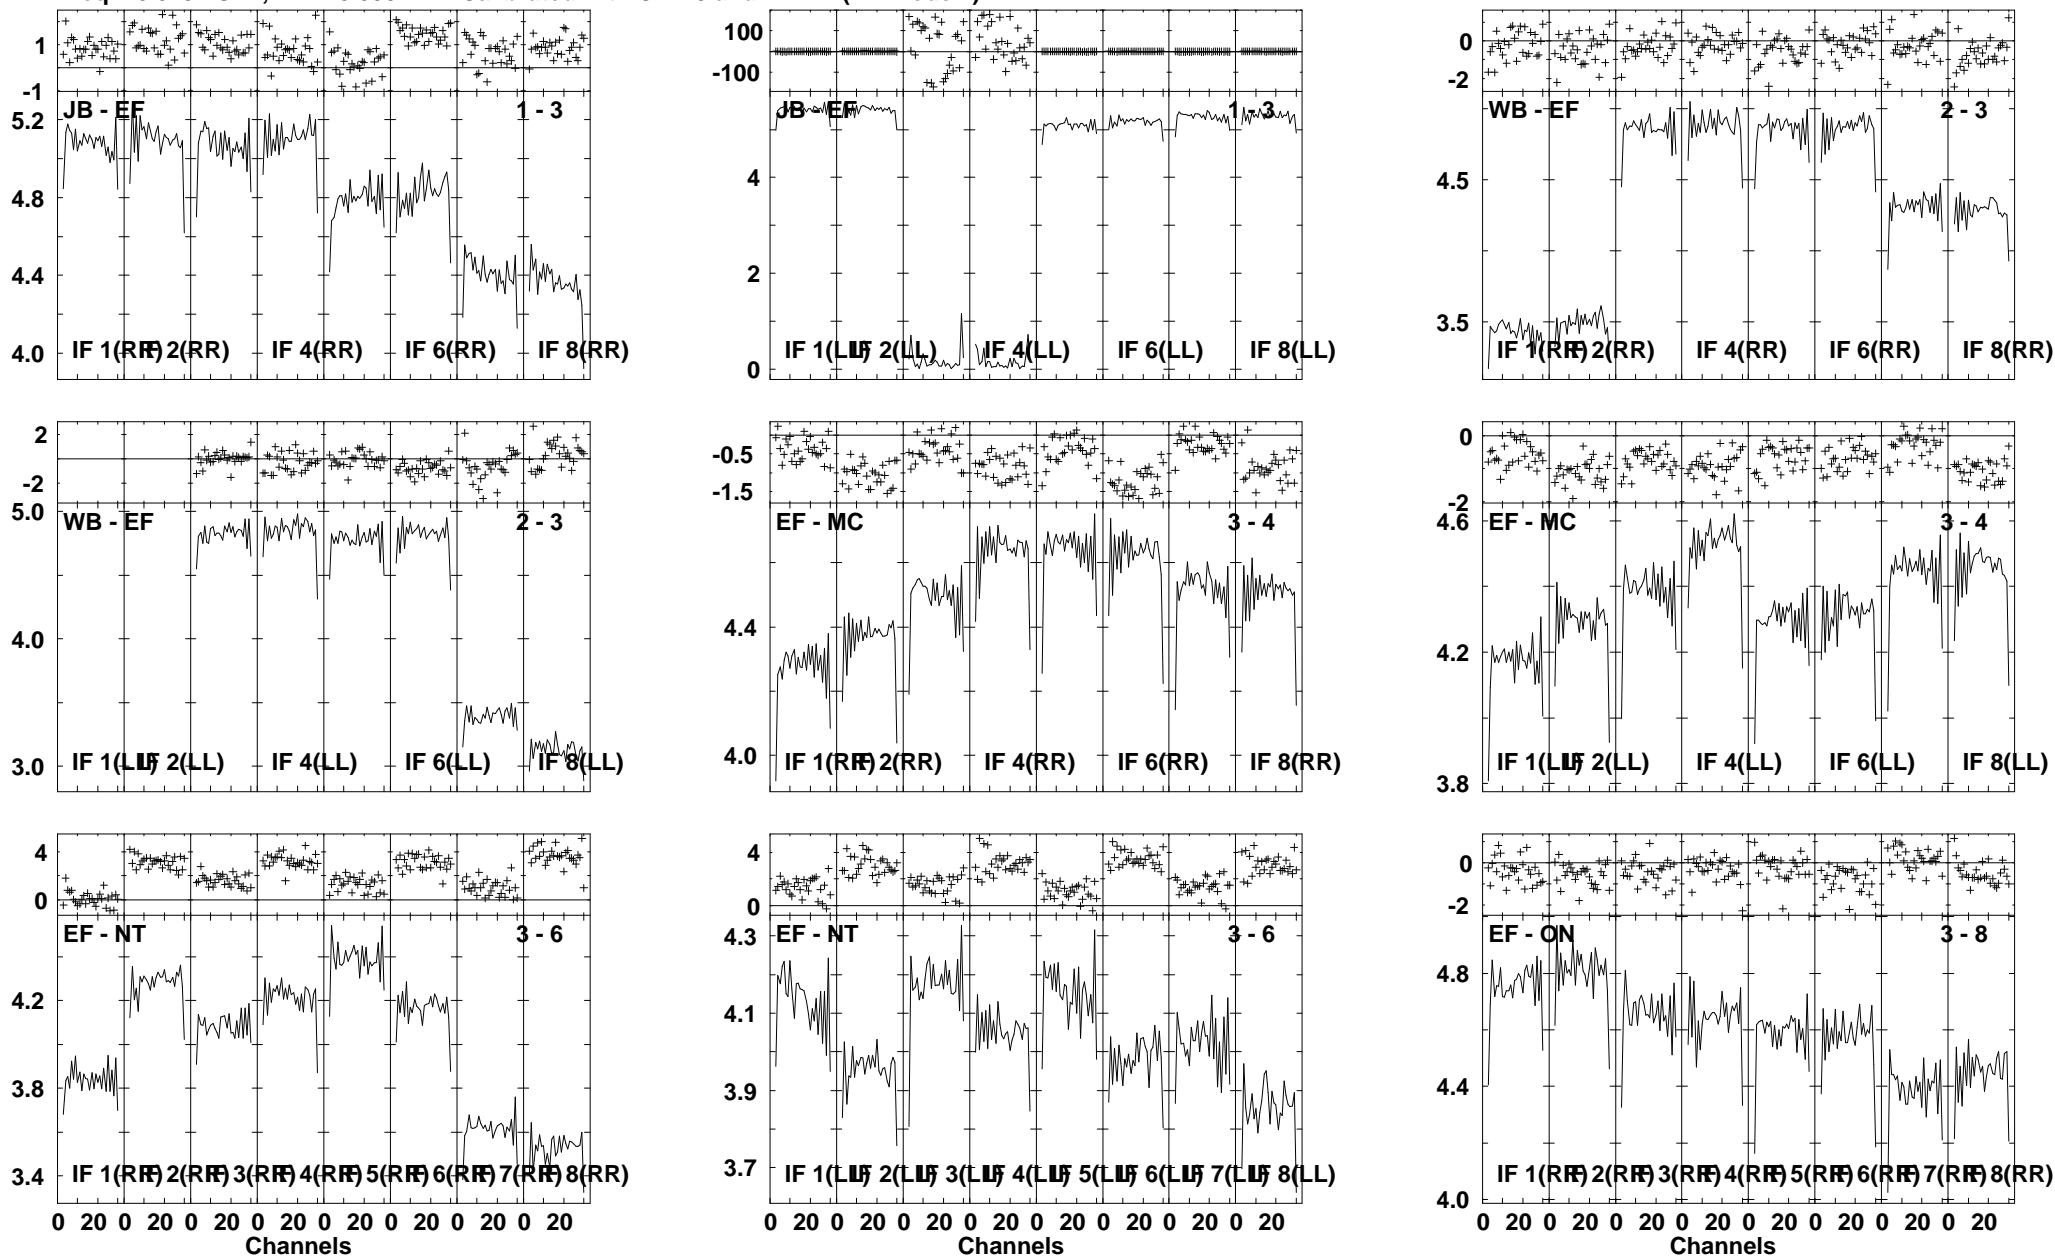 1 100 0
-1 -100 -2
JB - EF 1 - 3 JB - EF 1 - 3 WB - EF 2 - 3
5.2
4.8 4 4.5
4.4 2
4.0 IF 1(RR) IF 2(RR) IF 4(RR) IF 6(RR) IF 8(RR) 0 IF 1(LL) IF 2(LL) IF 4(LL) IF 6(LL) IF 8(LL) 3.5 IF 1(RR) IF 2(RR) IF 4(RR) IF 6(RR) IF 8(RR)
2 -0.5 0
-2 -1.5 -2
WB - EF 2 - 3 EF - MC 3 - 4 EF - MC 3 - 4
5.0 4.6
4.0 4.4 4.2
3.0 IF 1(LL) IF 2(LL) IF 4(LL) IF 6(LL) IF 8(LL) 4.0 IF 1(RR) IF 2(RR) IF 4(RR) IF 6(RR) IF 8(RR) 3.8 IF 1(LL) IF 2(LL) IF 4(LL) IF 6(LL) IF 8(LL)
4 4 0
0 0 -2
EF - NT 3 - 6 EF - NT 3 - 6 EF - ON 3 - 8
4.3
4.2 4.1 4.8
3.8 3.9 4.4
3.4 IF 1(RR) IF 2(RR) IF 3(RR) IF 4(RR) IF 5(RR) IF 6(RR) IF 7(RR) IF 8(RR) 3.7 IF 1(LL) IF 2(LL) IF 3(LL) IF 4(LL) IF 5(LL) IF 6(LL) IF 7(LL) IF 8(LL) 4.0 IF 1(RR) IF 2(RR) IF 3(RR) IF 4(RR) IF 5(RR) IF 6(RR) IF 7(RR) IF 8(RR)
0 20 0 20 0 20 0 20 0 20 0 20 0 20 0 20 0 20 0 20 0 20 0 20 0 20 0 20 0 20 0 20 0 20 0 20 0 20 0 20 0 20 0 20 0 20 0 20
Channels Channels Channels